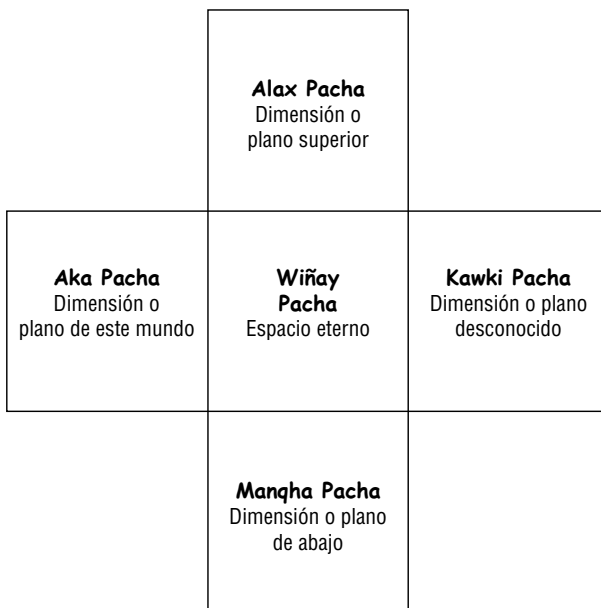 Alax Pacha
Dimensión o
plano superior
Aka Pacha
Dimensión o
plano de este mundo
Wiñay
Pacha
Espacio eterno
Kawki Pacha
Dimensión o plano
desconocido
Manqha Pacha
Dimensión o plano
de abajo